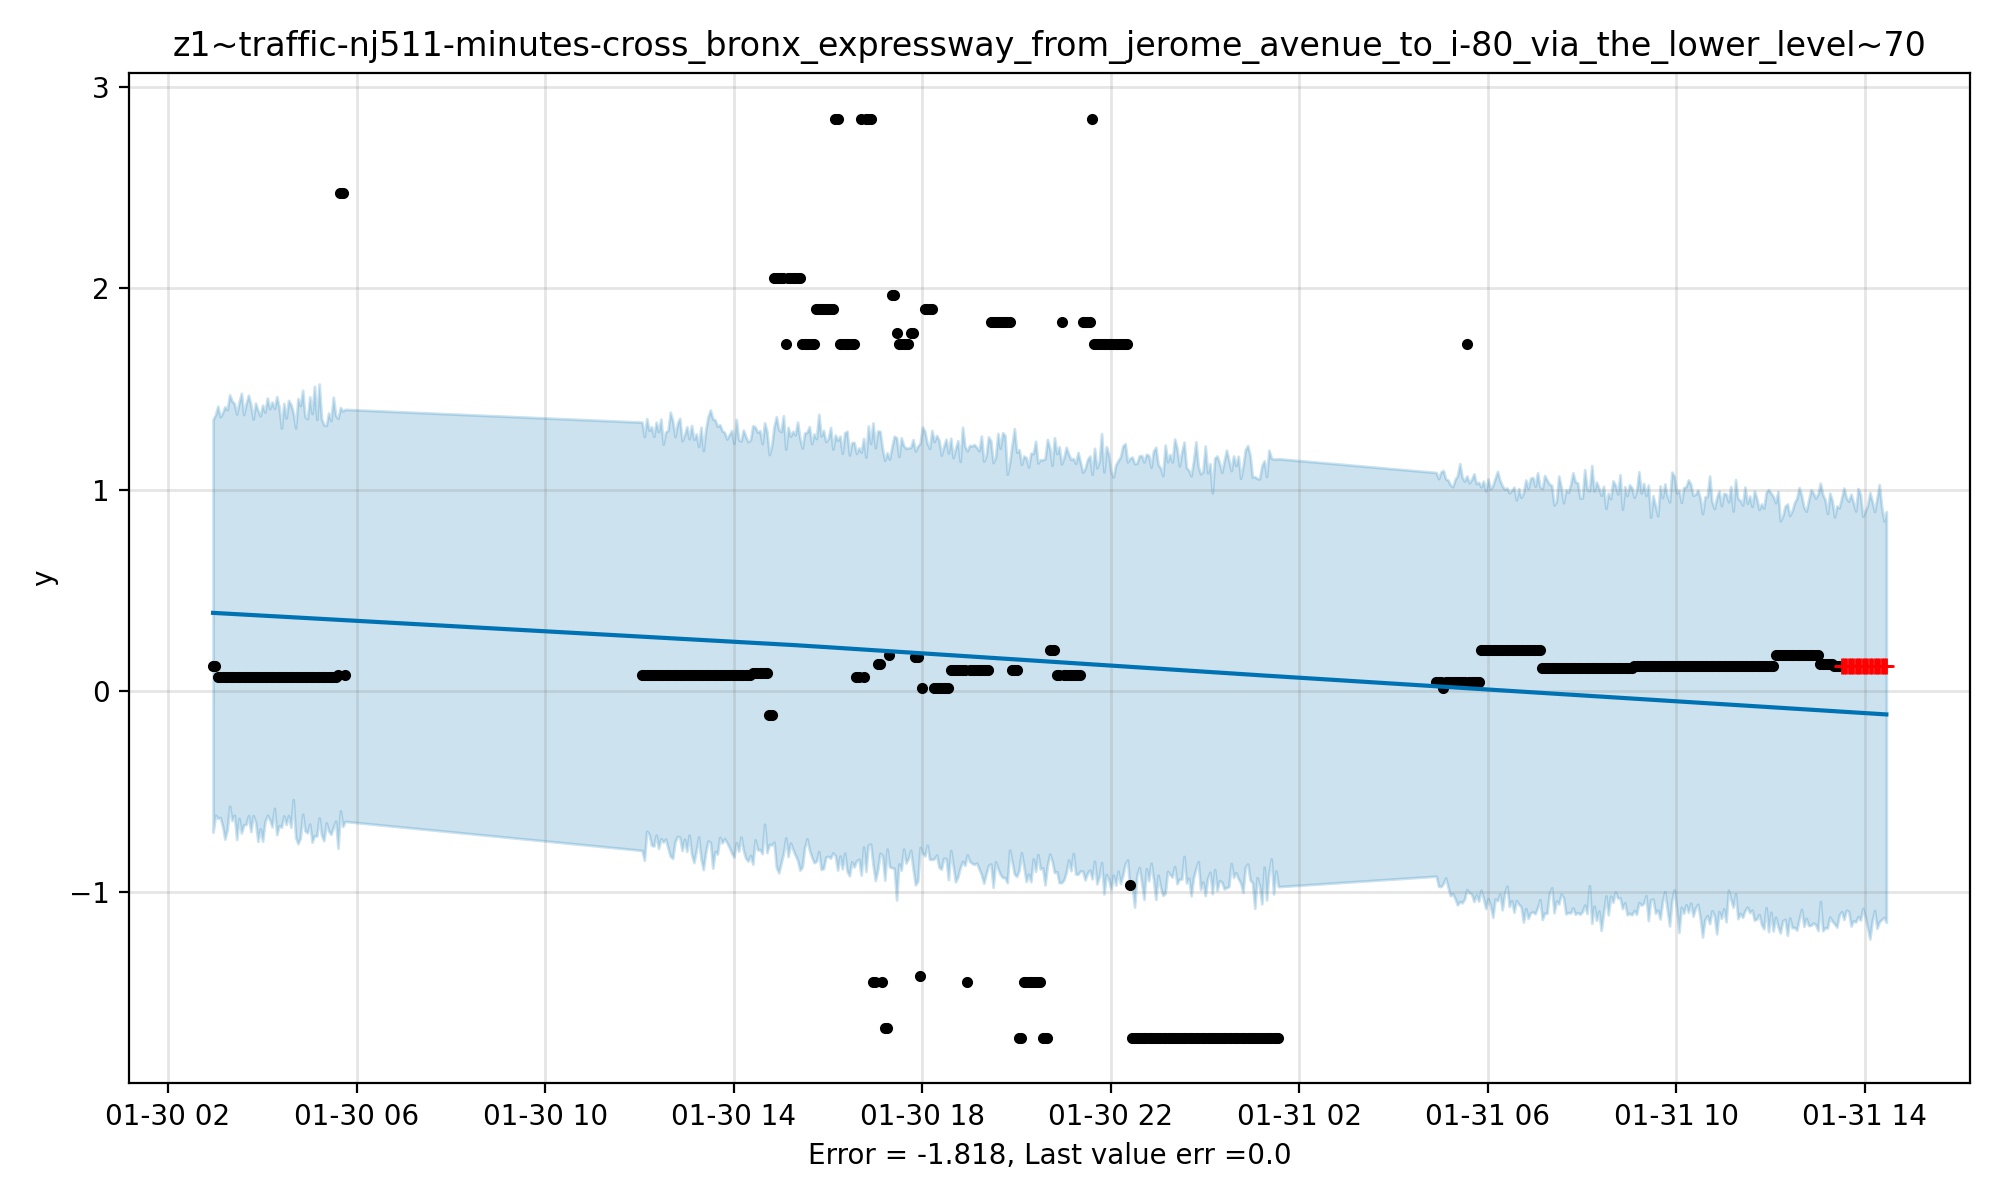 z1~traffic-nj511-minutes-cross_bronx_expressway_from_jerome_avenue_to_i-80_via_the_lower_level~70
3
2
1
0
−1
y
01-30 02 01-30 06 01-30 10 01-30 14 01-30 18 01-30 22 01-31 02 01-31 06 01-31 10 01-31 14
Error = -1.818, Last value err =0.0